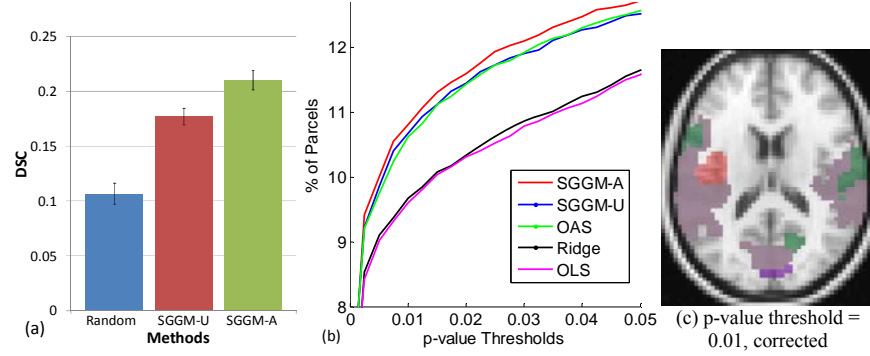 0.25
0.2
0.15
0.1
0.05
0
DSC
Random SGGM-U SGGM-A
Methods
(a)
12
11
10
9
8
% of Parcels
SGGM-A
SGGM-U
OAS
Ridge
OLS
0 0.01 0.02 0.03 0.04 0.05
p-value Thresholds
(b)
(c) p-value threshold =
0.01, corrected